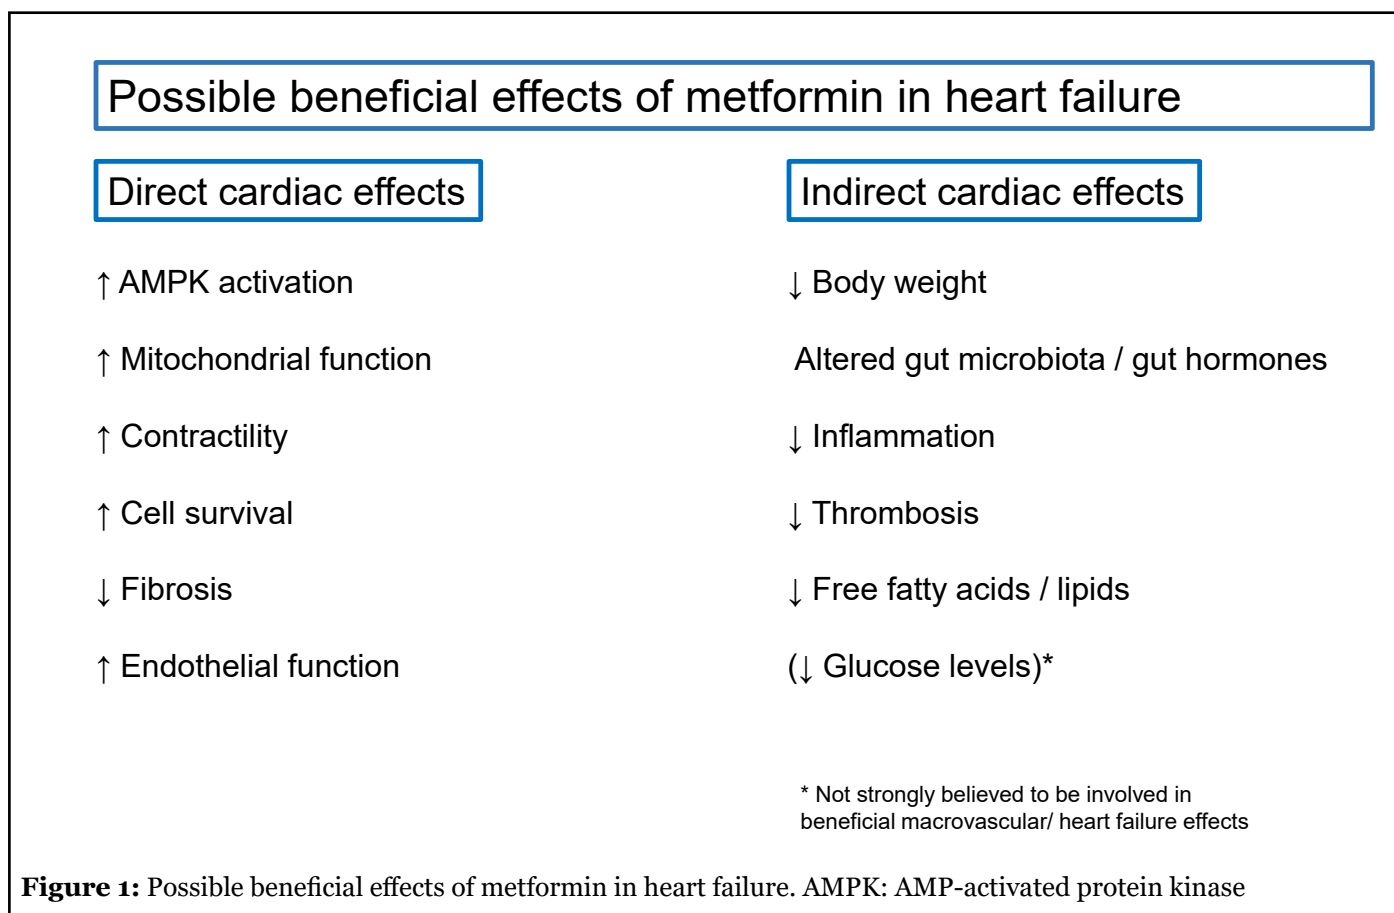 Possible beneficial effects of metformin in heart failure
Direct cardiac effects
↑ AMPK activation
↑ Mitochondrial function
↑ Contractility
↑ Cell survival
↓ Fibrosis
↑ Endothelial function
Indirect cardiac effects
↓ Body weight
Altered gut microbiota / gut hormones
↓ Inflammation
↓ Thrombosis
↓ Free fatty acids / lipids
(↓ Glucose levels)*
* Not strongly believed to be involved in
beneficial macrovascular/ heart failure effects
Figure 1: Possible beneficial effects of metformin in heart failure. AMPK: AMP-activated protein kinase